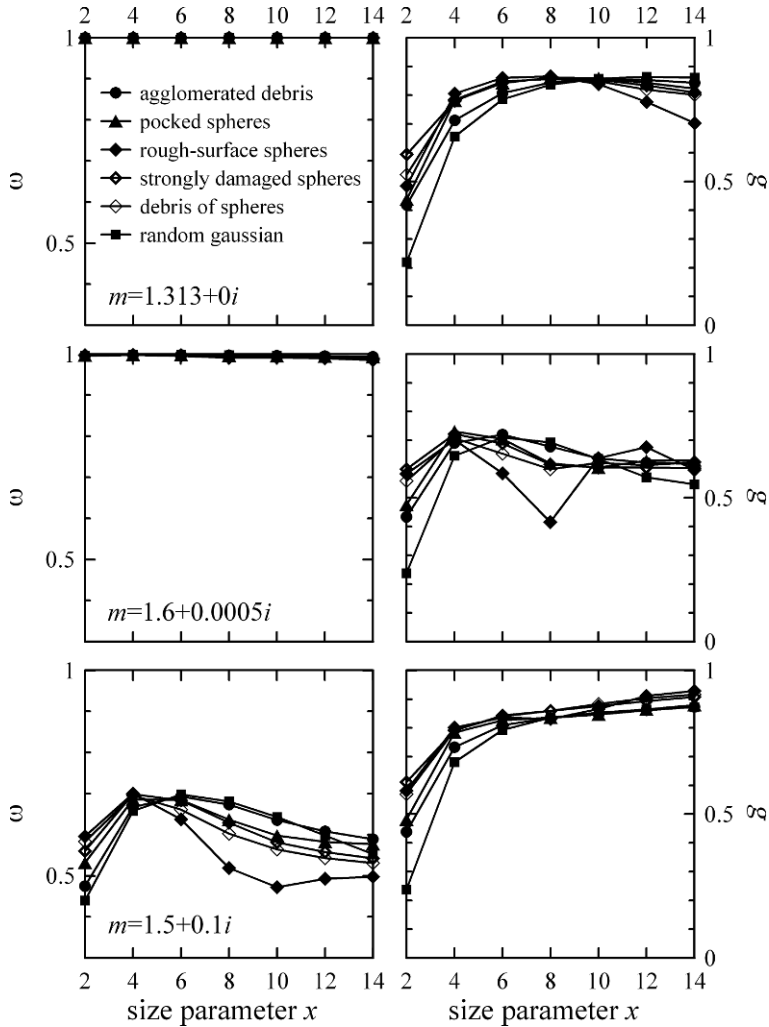 2 4 6 8 10 12 14 2 4 6 8 10 12 14
1 1
agglomerated debris
pocked spheres
rough-surface spheres
strongly damaged spheres
debris of spheres
random gaussian
ω 0.5 0.5 g
m=1.313+0i
0
1 1
ω 0.5 0.5 g
m=1.6+0.0005i
0
1 1
ω 0.5 0.5 g
m=1.5+0.1i
0
2 4 6 8 10 12 14 2 4 6 8 10 12 14
size parameter x size parameter x